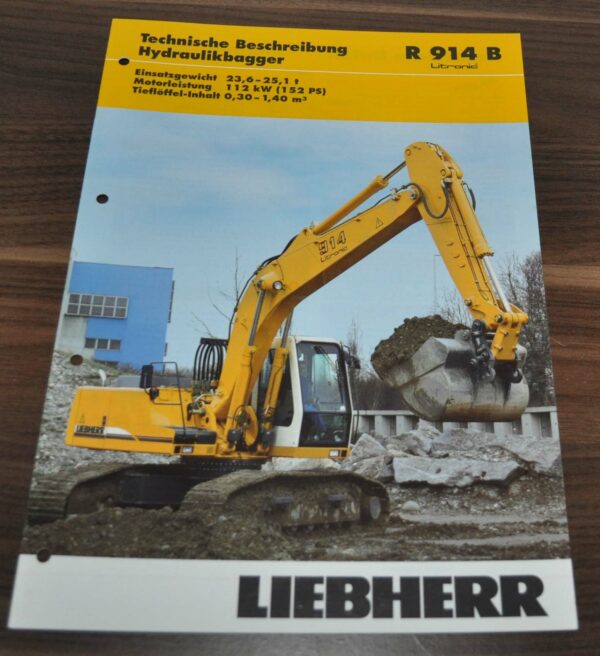 Technische Beschreibung
Hydraulikbagger
R 914 B
Litronic
Einsatzgewicht 23,6–25,1 t
Motorleistung 112 kW (152 PS)
Tieflöffel-Inhalt 0,30–1,40 m³
914
Litronic
LIEBHERR
LIEBHERR